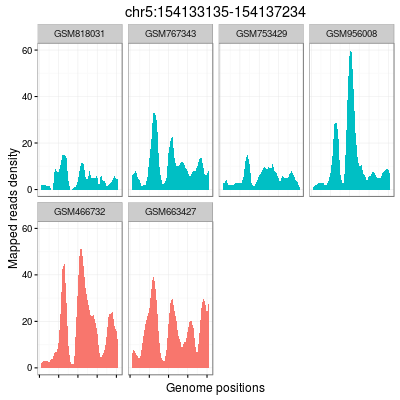 chr5:154133135-154137234
GSM818031 GSM767343 GSM753429 GSM956008
60
40
20
0
GSM466732 GSM663427
60
40
20
0
Mapped reads density
Genome positions